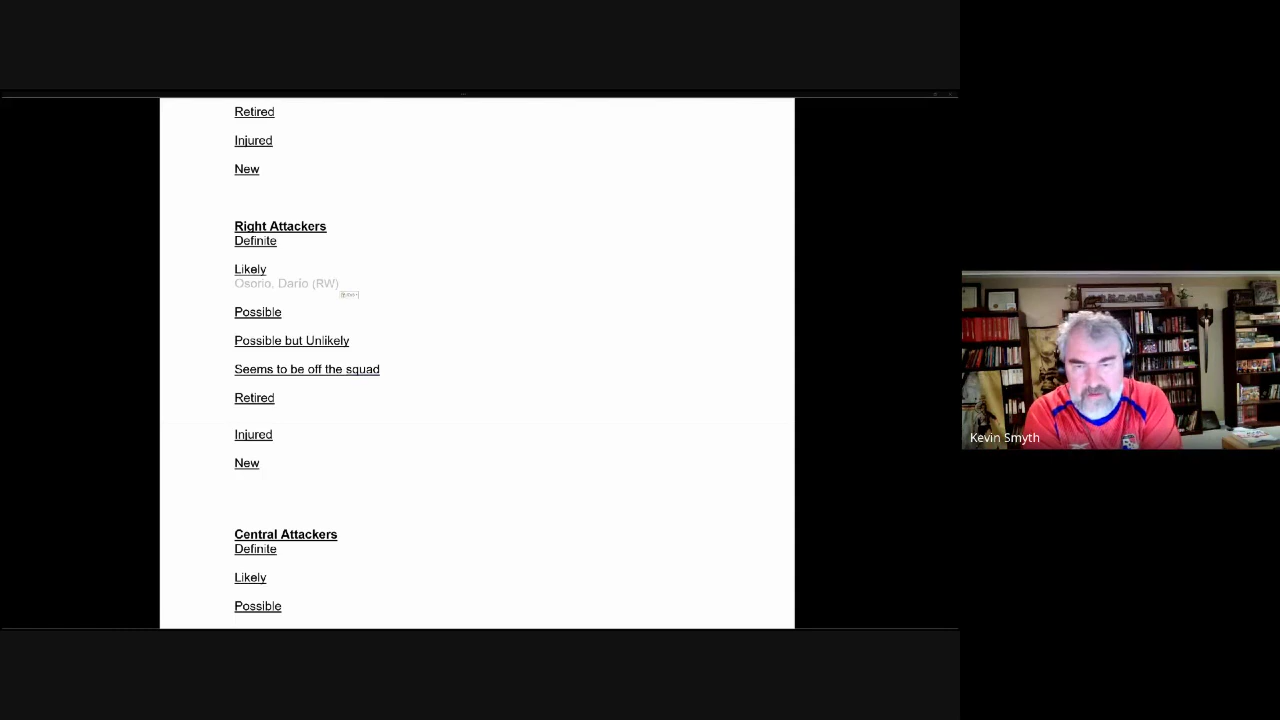 Retired
Injured
New
Right Attackers
Definite
Likely
Osorio, Dario (RW)
Possible
Possible but Unlikely
Seems to be off the squad
Retired
Injured
New
Central Attackers
Definite
Likely
Possible
Kevin Smyth